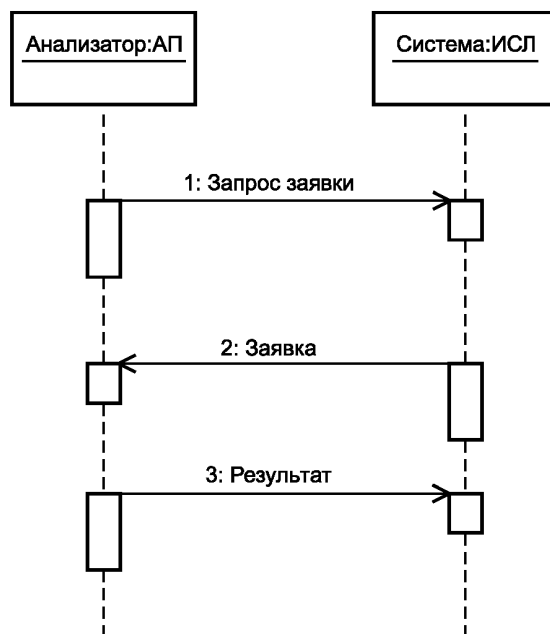 Анализатор:АП
Система:ИСЛ
1: Запрос заявки
2: Заявка
3: Результат